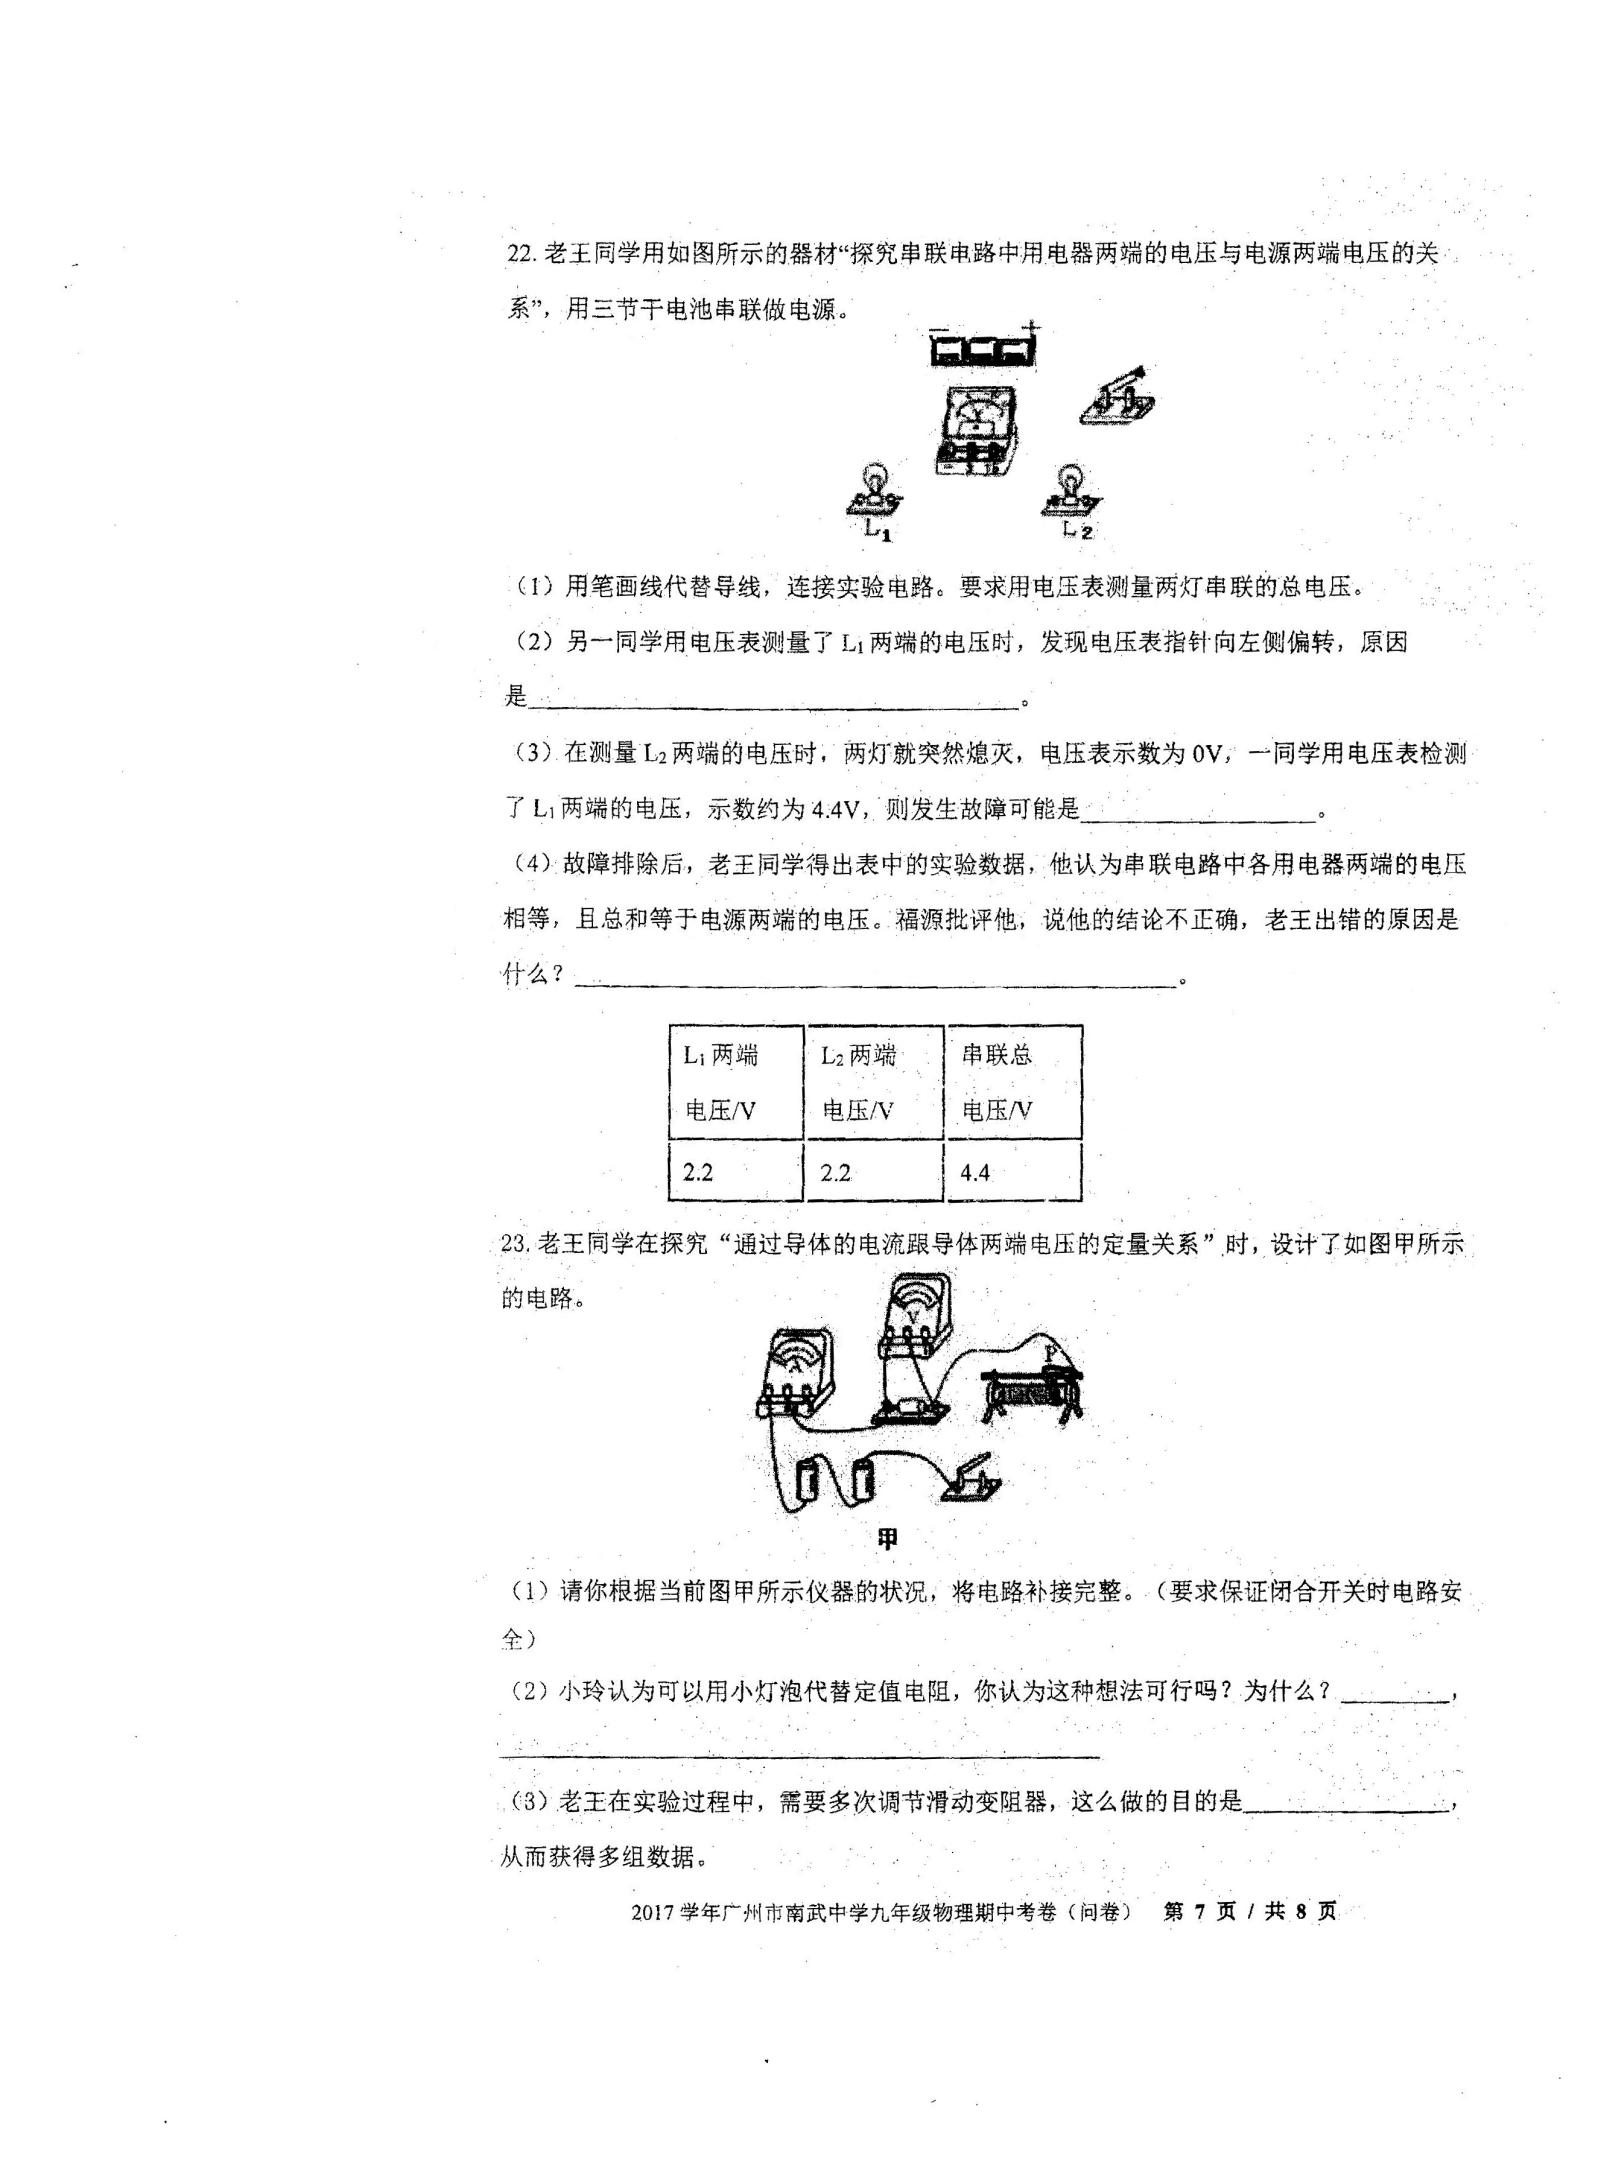 22. 老王同学用如图所示的器材“探究串联电路中用电器两端的电压与电源两端电压的关
系”，用三节干电池串联做电源。
− +
V
L1 L2
（1）用笔画线代替导线，连接实验电路。要求用电压表测量两灯串联的总电压。
（2）另一同学用电压表测量了 L1 两端的电压时，发现电压表指针向左侧偏转，原因
是____________________。
（3）在测量 L2 两端的电压时，两灯就突然熄灭，电压表示数为 0V，一同学用电压表检测
了 L1 两端的电压，示数约为 4.4V，则发生故障可能是__________。
（4）故障排除后，老王同学得出表中的实验数据，他认为串联电路中各用电器两端的电压
相等，且总和等于电源两端的电压。福源批评他，说他的结论不正确，老王出错的原因是
什么？____________________。
L1 两端 L2 两端 串联总
电压/V 电压/V 电压/V
2.2 2.2 4.4
23. 老王同学在探究“通过导体的电流跟导体两端电压的定量关系”时，设计了如图甲所示
的电路。
V
P
A
甲
（1）请你根据当前图甲所示仪器的状况，将电路补接完整。（要求保证闭合开关时电路安
全）
（2）小玲认为可以用小灯泡代替定值电阻，你认为这种想法可行吗？为什么？________，
____________________
（3）老王在实验过程中，需要多次调节滑动变阻器，这么做的目的是__________，
从而获得多组数据。
2017 学年广州市南武中学九年级物理期中考卷（问卷） 第 7 页 / 共 8 页